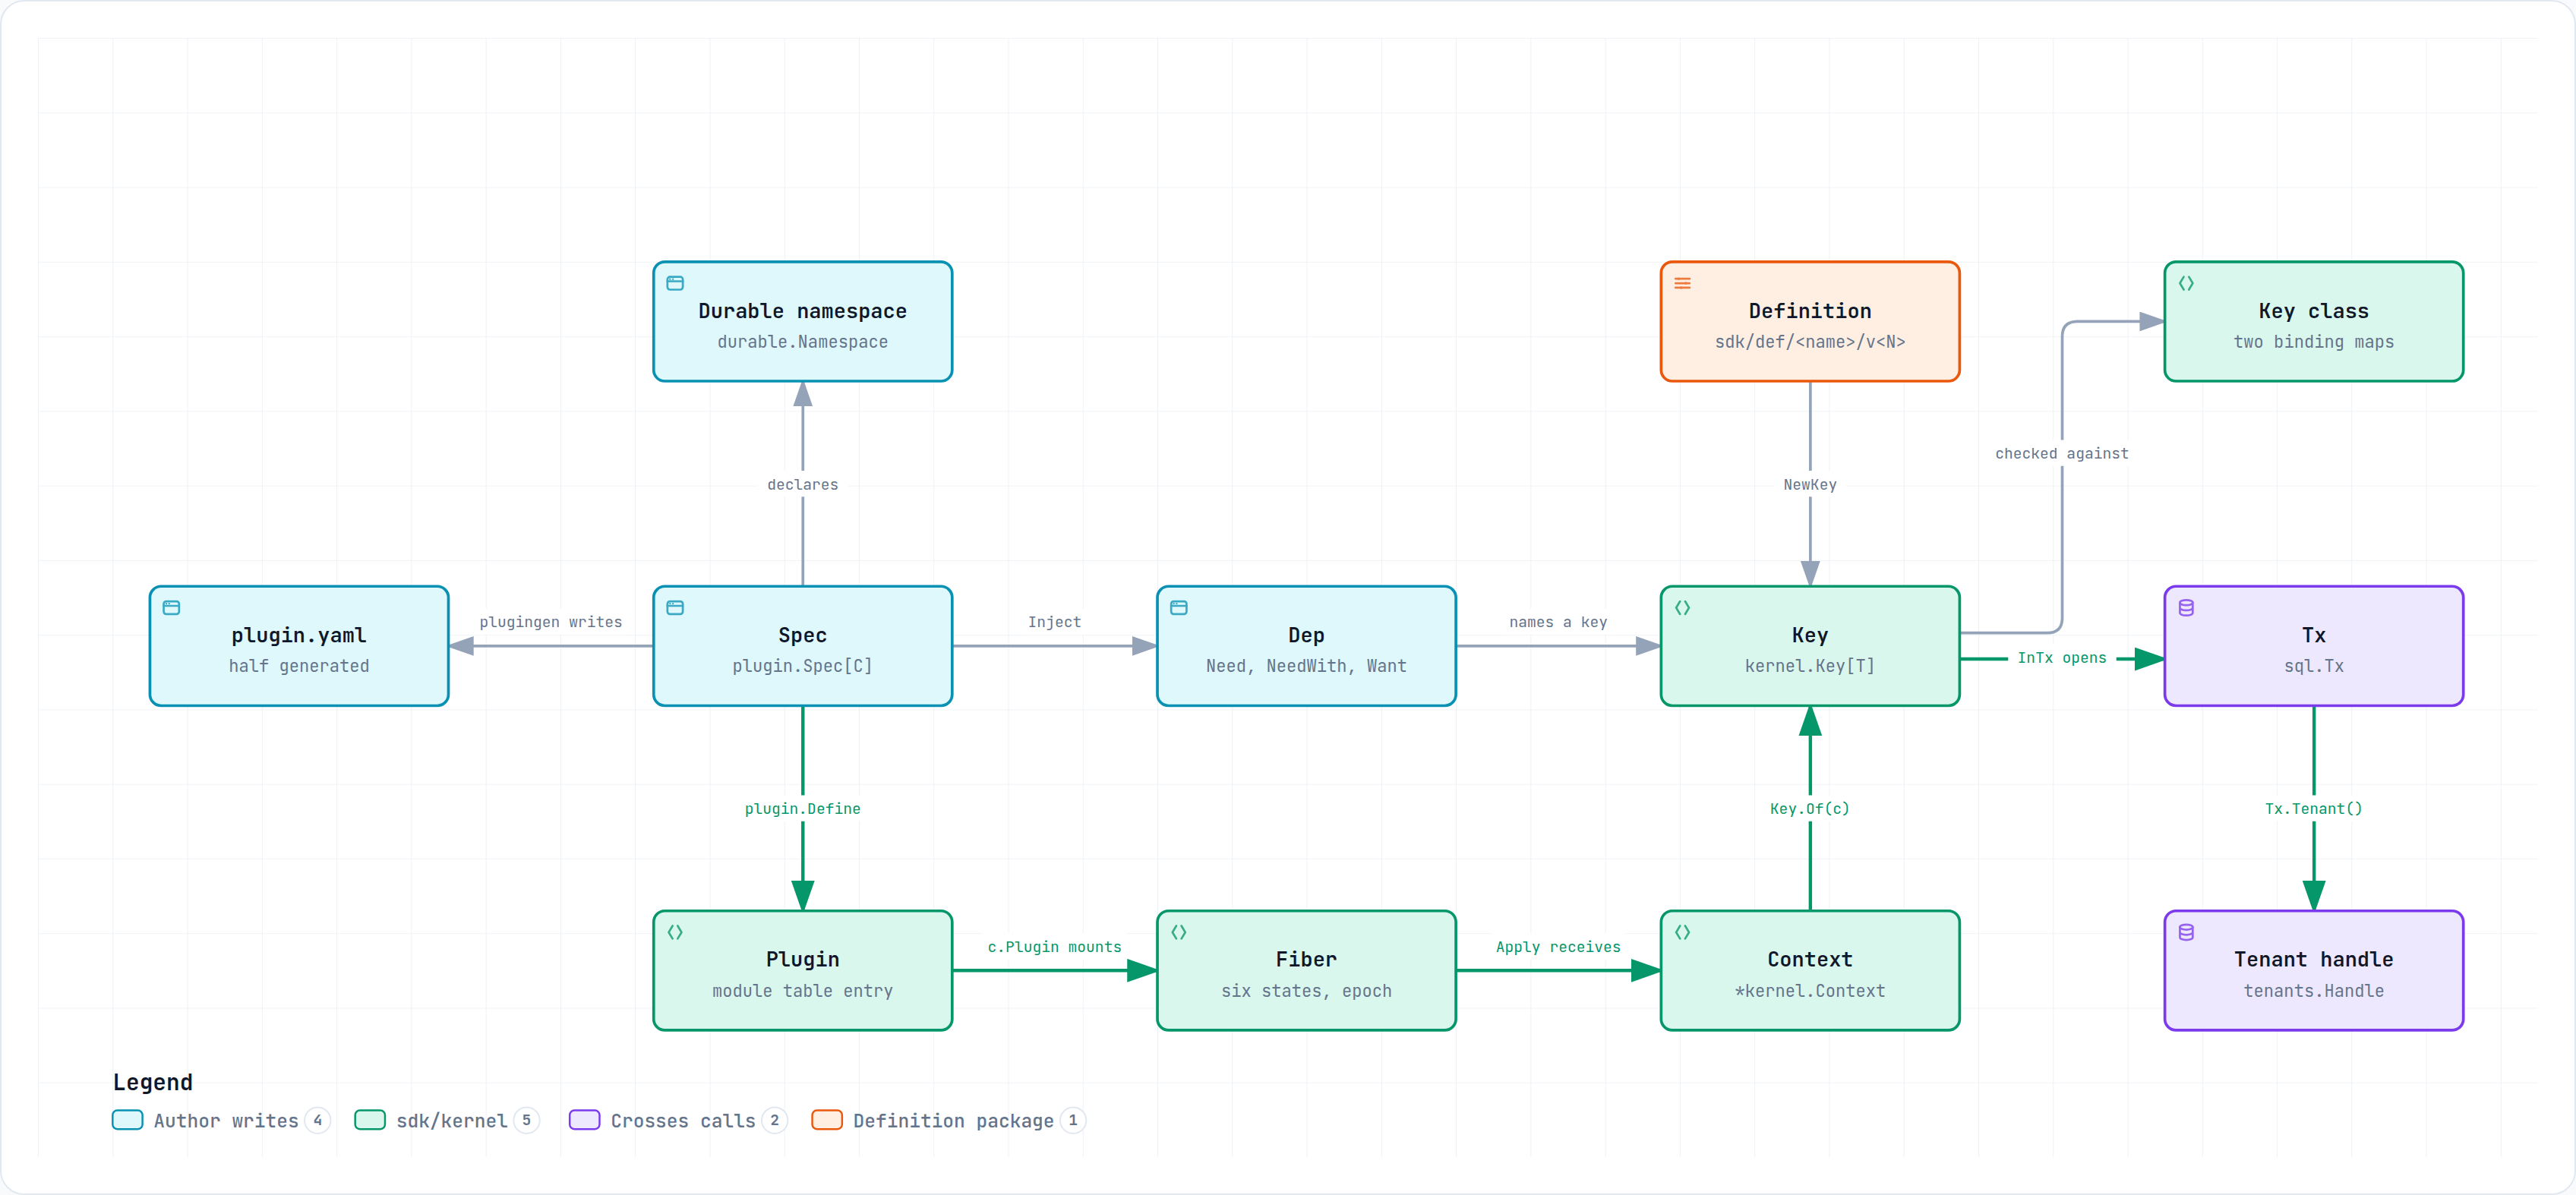 Durable namespace
durable.Namespace
Definition
sdk/def/<name>/v<N>
Key class
two binding maps
checked against
declares
NewKey
plugin.yaml
half generated
plugingen writes
Spec
plugin.Spec[C]
Inject
Dep
Need, NeedWith, Want
names a key
Key
kernel.Key[T]
InTx opens
Tx
sql.Tx
plugin.Define
Key.Of(c)
Tx.Tenant()
Plugin
module table entry
c.Plugin mounts
Fiber
six states, epoch
Apply receives
Context
*kernel.Context
Tenant handle
tenants.Handle
Legend
Author writes 4
sdk/kernel 5
Crosses calls 2
Definition package 1